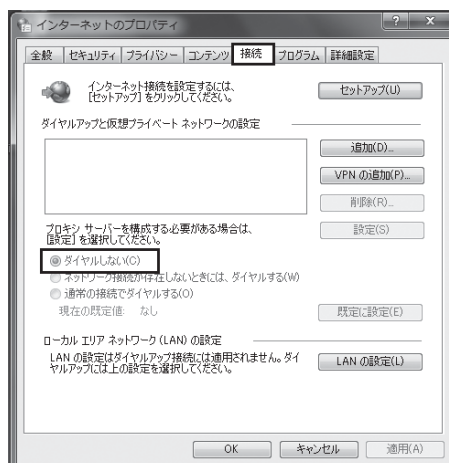 インターネットのプロパティ
? X
全般 セキュリティ プライバシー コンテンツ 接続 プログラム 詳細設定
インターネット接続を設定するには、
[セットアップ] をクリックしてください。
セットアップ(U)
ダイヤルアップと仮想プライベート ネットワークの設定
追加(D)...
VPN の追加(P)...
削除(R)...
プロキシ サーバーを構成する必要がある場合は、
[設定] を選択してください。
設定(S)
ダイヤルしない(C)
ネットワーク接続が存在しないときには、ダイヤルする(W)
通常の接続でダイヤルする(O)
現在の既定値: なし
既定に設定(E)
ローカル エリア ネットワーク (LAN) の設定
LAN の設定はダイヤルアップ接続には適用されません。ダイ
ヤルアップには上の設定を選択してください。
LAN の設定(L)
OK キャンセル 適用(A)